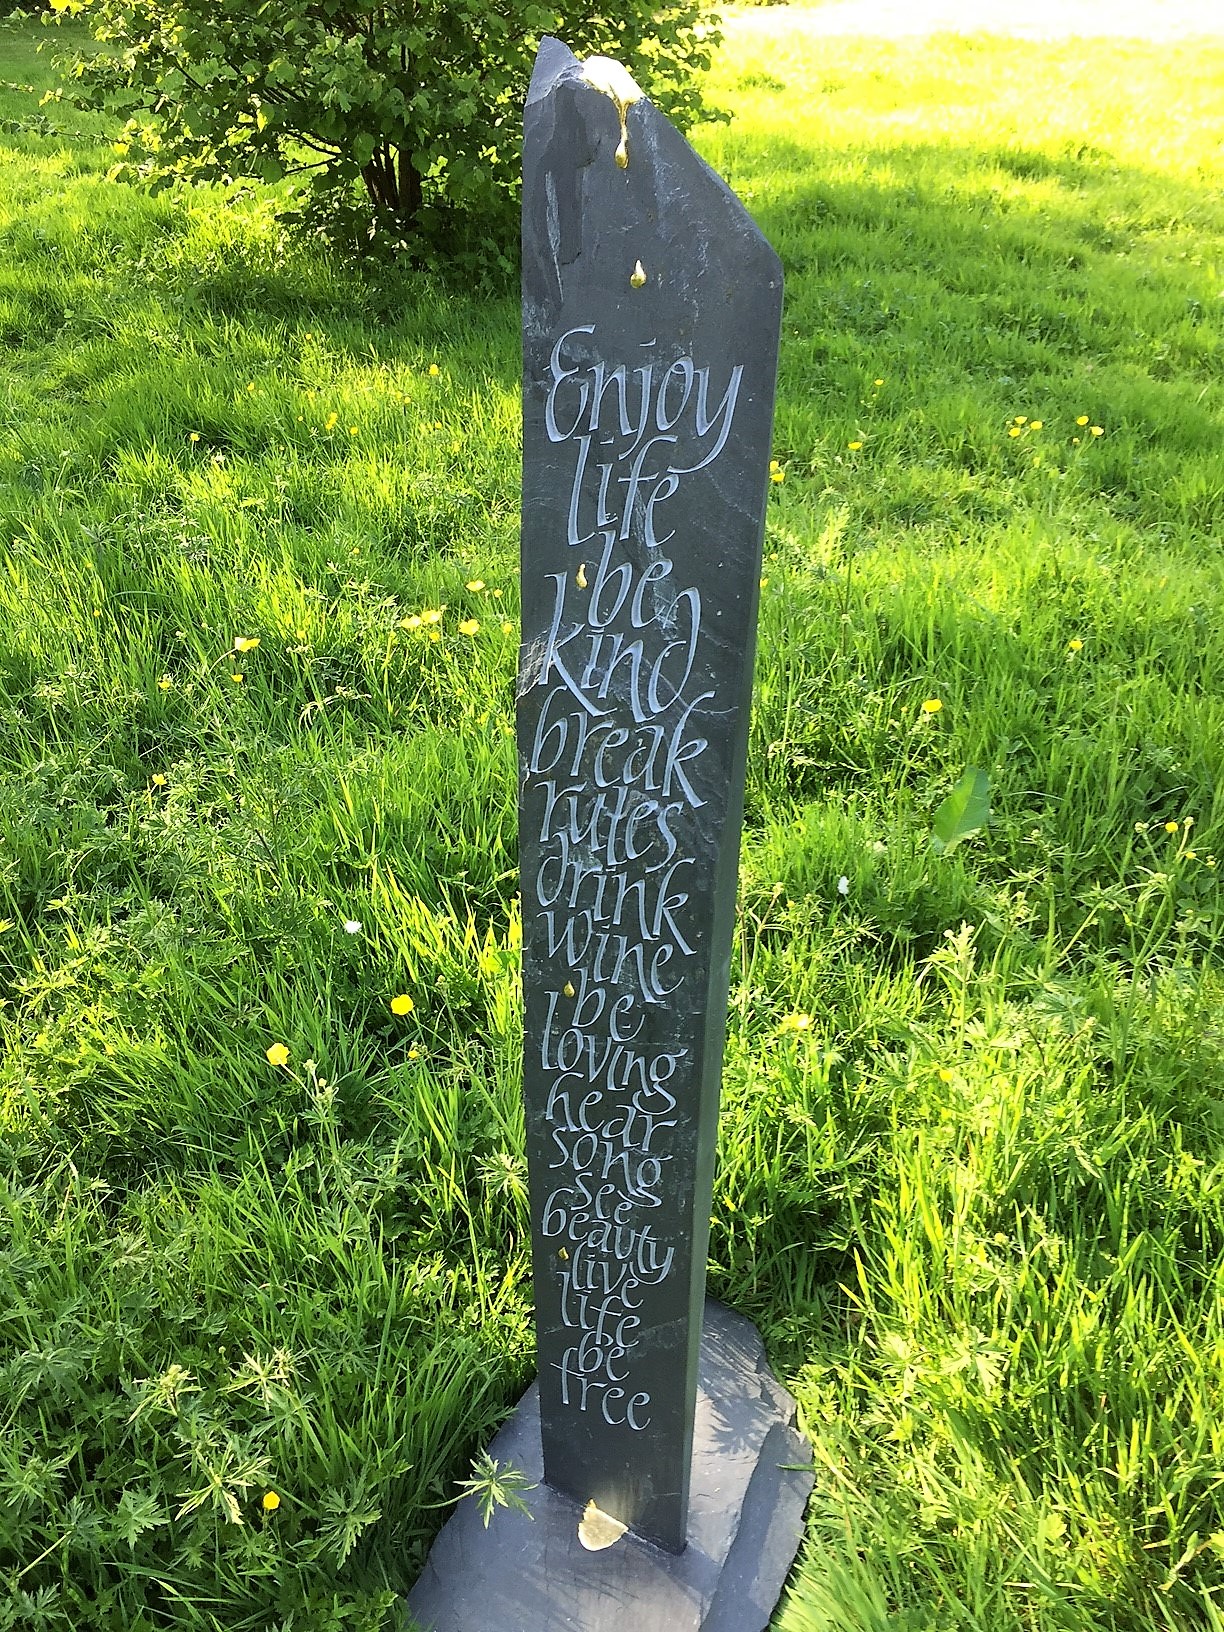 Enjoy
life
be
kind
break
rules
drink
wine
be
loving
hear
song
see
beauty
live
life
be
free